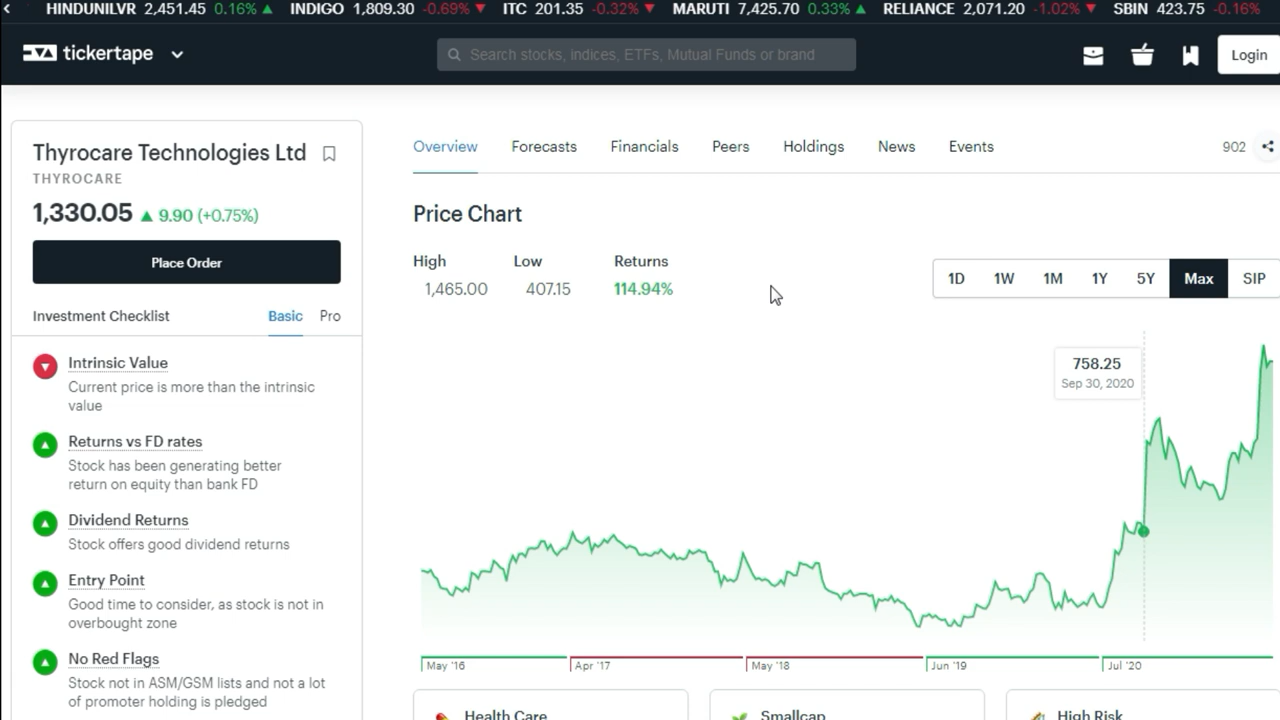 HINDUNILVR 2,451.45 0.16% ▲ INDIGO 1,809.30 -0.69% ▼ ITC 201.35 -0.32% ▼ MARUTI 7,425.70 0.33% ▲ RELIANCE 2,071.20 -1.02% ▼ SBIN 423.75 -0.16%
tickertape
Search stocks, indices, ETFs, Mutual Funds or brand
Login
Thyrocare Technologies Ltd
THYROCARE
1,330.05 ▲ 9.90 (+0.75%)
Place Order
Investment Checklist Basic Pro
Intrinsic Value
Current price is more than the intrinsic
value
Returns vs FD rates
Stock has been generating better
return on equity than bank FD
Dividend Returns
Stock offers good dividend returns
Entry Point
Good time to consider, as stock is not in
overbought zone
No Red Flags
Stock not in ASM/GSM lists and not a lot
of promoter holding is pledged
Overview Forecasts Financials Peers Holdings News Events 902
Price Chart
High Low Returns
1,465.00 407.15 114.94%
1D 1W 1M 1Y 5Y Max SIP
758.25
Sep 30, 2020
May '16 Apr '17 May '18 Jun '19 Jul '20
Health Care Smallcap High Risk